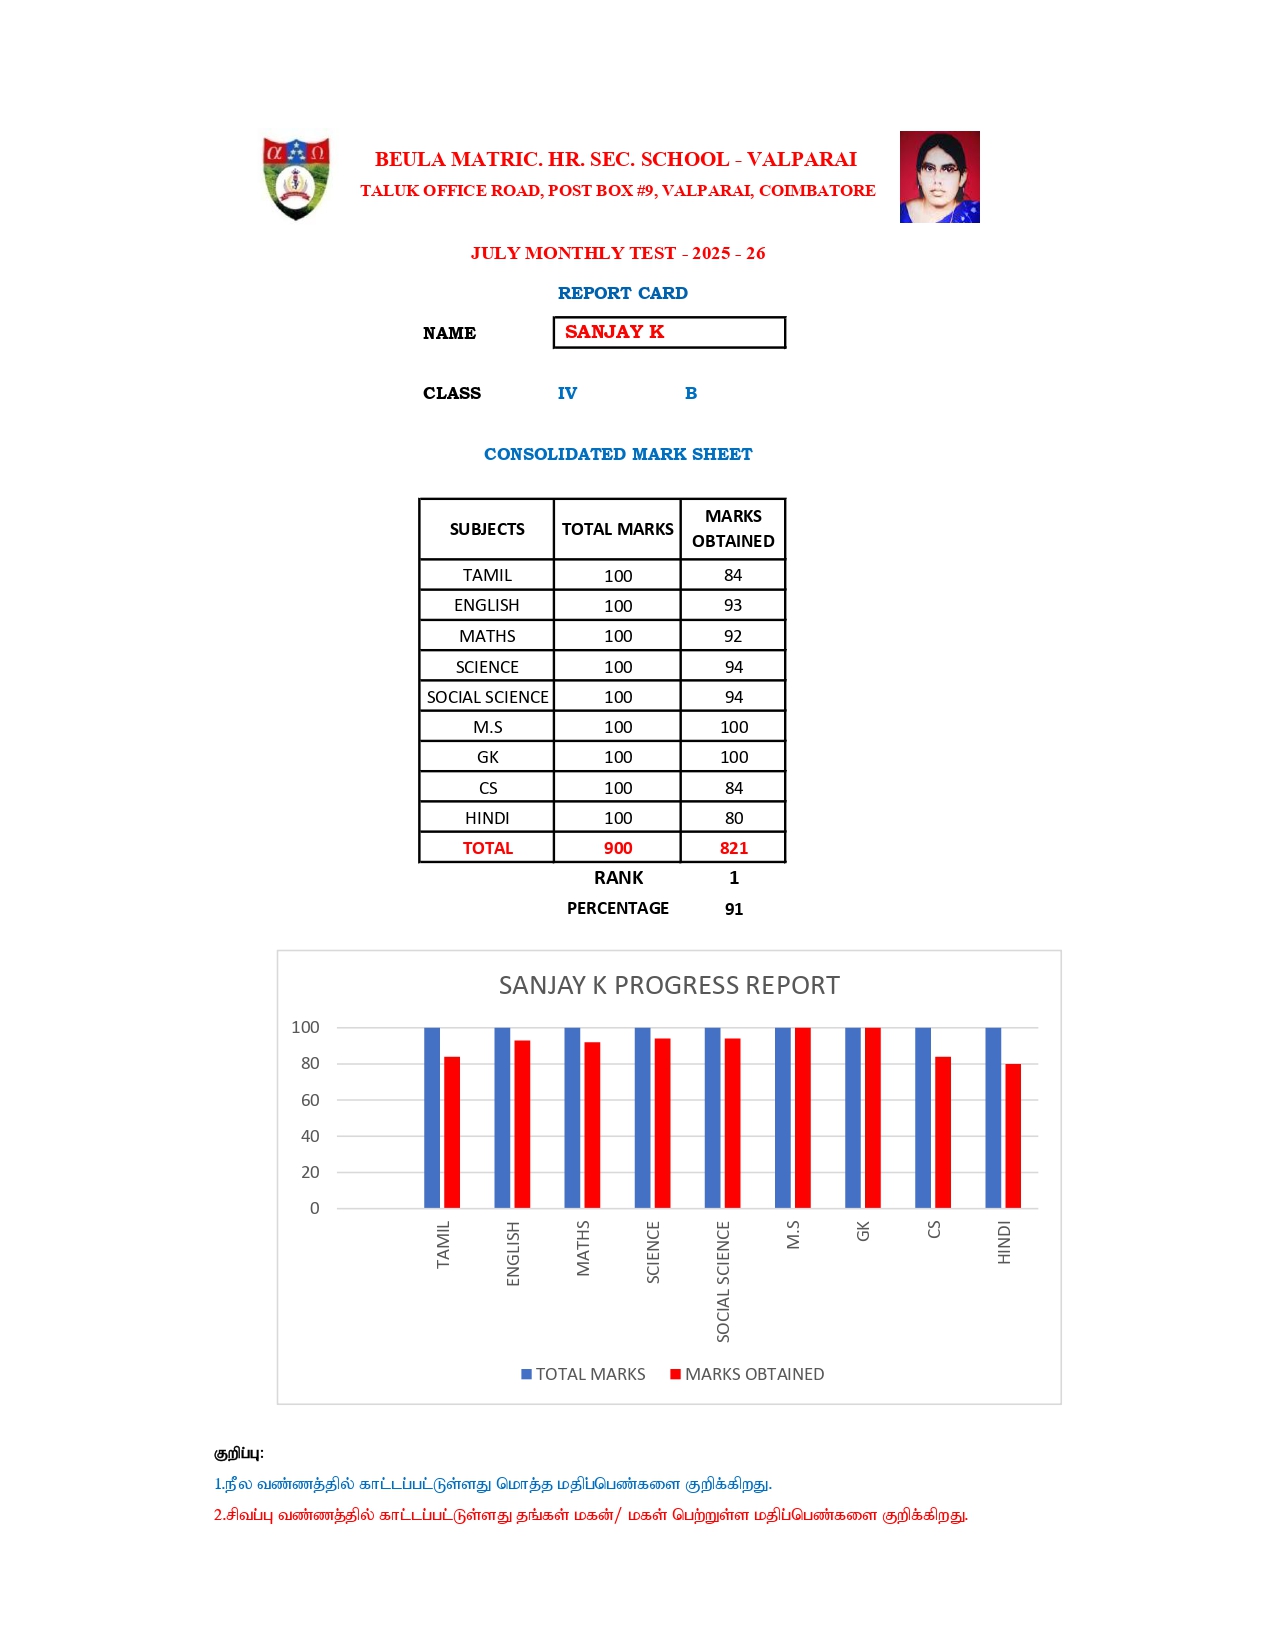 α Ω
BEULA MATRIC. HR. SEC. SCHOOL - VALPARAI
TALUK OFFICE ROAD, POST BOX #9, VALPARAI, COIMBATORE
JULY MONTHLY TEST - 2025 - 26
REPORT CARD
NAME SANJAY K
CLASS IV B
CONSOLIDATED MARK SHEET
SUBJECTS TOTAL MARKS MARKS OBTAINED
TAMIL 100 84
ENGLISH 100 93
MATHS 100 92
SCIENCE 100 94
SOCIAL SCIENCE 100 94
M.S 100 100
GK 100 100
CS 100 84
HINDI 100 80
TOTAL 900 821
RANK 1
PERCENTAGE 91
SANJAY K PROGRESS REPORT
100
80
60
40
20
0
TAMIL ENGLISH MATHS SCIENCE SOCIAL SCIENCE M.S GK CS HINDI
TOTAL MARKS MARKS OBTAINED
குறிப்பு:
1.நீல வண்ணத்தில் காட்டப்பட்டுள்ளது மொத்த மதிப்பெண்களை குறிக்கிறது.
2.சிவப்பு வண்ணத்தில் காட்டப்பட்டுள்ளது தங்கள் மகன்/ மகள் பெற்றுள்ள மதிப்பெண்களை குறிக்கிறது.